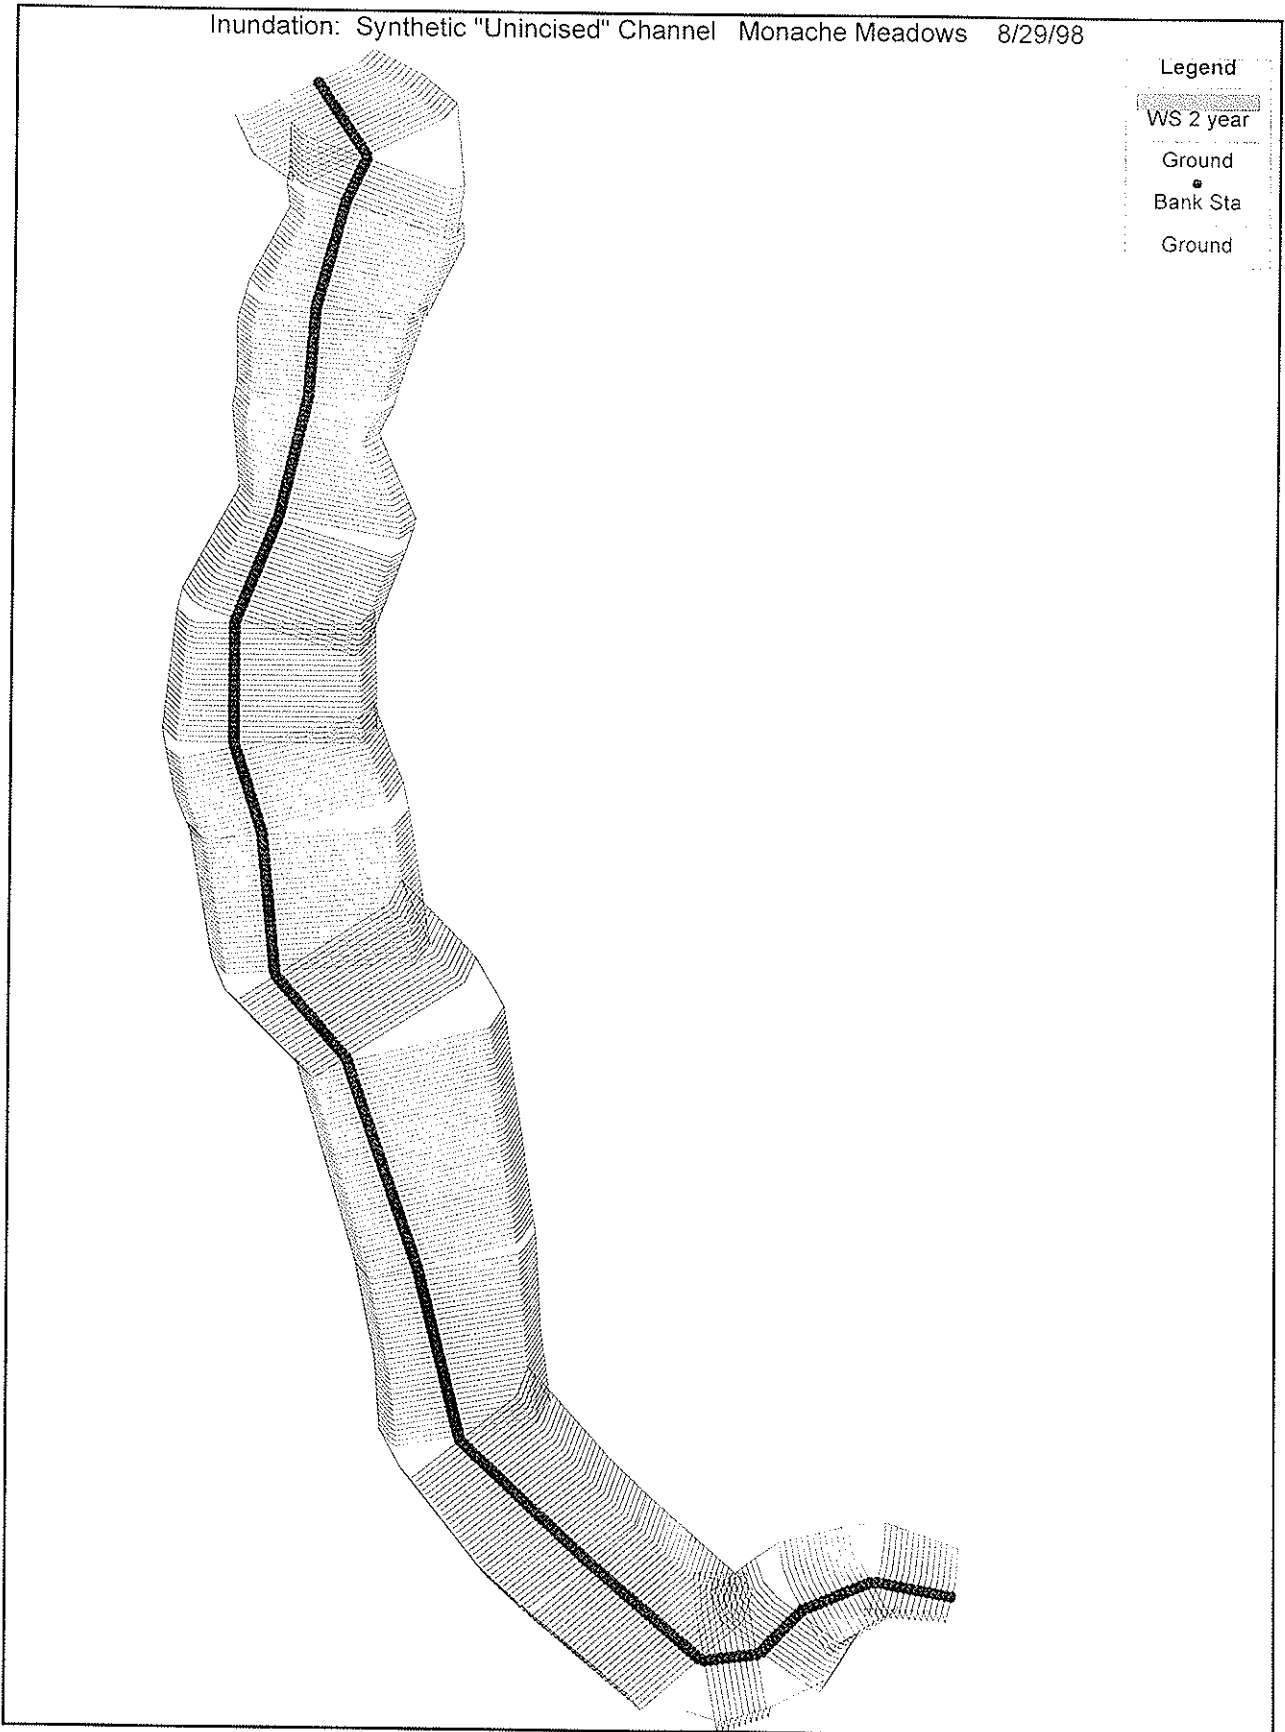 Inundation: Synthetic "Unincised" Channel Monache Meadows 8/29/98
Legend
WS 2 year
Ground
Bank Sta
Ground